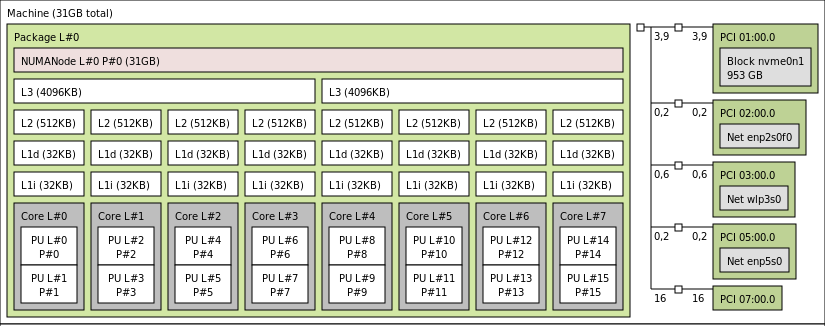 Machine (31GB total)
Package L#0
NUMANode L#0 P#0 (31GB)
L3 (4096KB) L3 (4096KB)
L2 (512KB) L2 (512KB) L2 (512KB) L2 (512KB) L2 (512KB) L2 (512KB) L2 (512KB) L2 (512KB)
L1d (32KB) L1d (32KB) L1d (32KB) L1d (32KB) L1d (32KB) L1d (32KB) L1d (32KB) L1d (32KB)
L1i (32KB) L1i (32KB) L1i (32KB) L1i (32KB) L1i (32KB) L1i (32KB) L1i (32KB) L1i (32KB)
Core L#0 Core L#1 Core L#2 Core L#3 Core L#4 Core L#5 Core L#6 Core L#7
PU L#0 PU L#2 PU L#4 PU L#6 PU L#8 PU L#10 PU L#12 PU L#14
P#0 P#2 P#4 P#6 P#8 P#10 P#12 P#14
PU L#1 PU L#3 PU L#5 PU L#7 PU L#9 PU L#11 PU L#13 PU L#15
P#1 P#3 P#5 P#7 P#9 P#11 P#13 P#15
3,9 3,9 PCI 01:00.0
Block nvme0n1
953 GB
0,2 0,2 PCI 02:00.0
Net enp2s0f0
0,6 0,6 PCI 03:00.0
Net wlp3s0
0,2 0,2 PCI 05:00.0
Net enp5s0
16 16 PCI 07:00.0